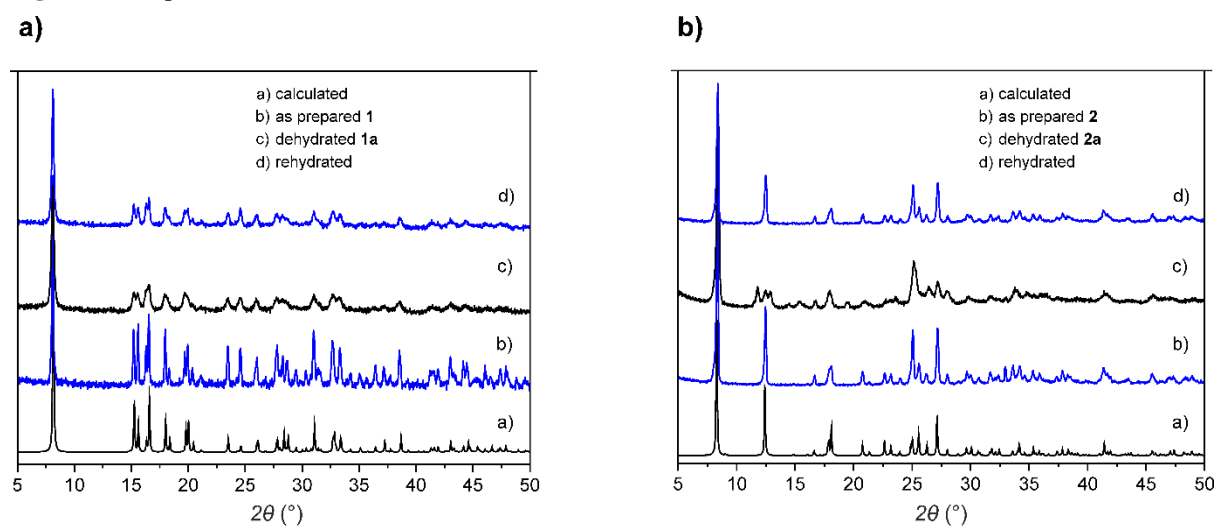 a)
a) calculated
b) as prepared 1
c) dehydrated 1a
d) rehydrated
d)
c)
b)
a)
5 10 15 20 25 30 35 40 45 50
2θ (°)
b)
a) calculated
b) as prepared 2
c) dehydrated 2a
d) rehydrated
d)
c)
b)
a)
5 10 15 20 25 30 35 40 45 50
2θ (°)